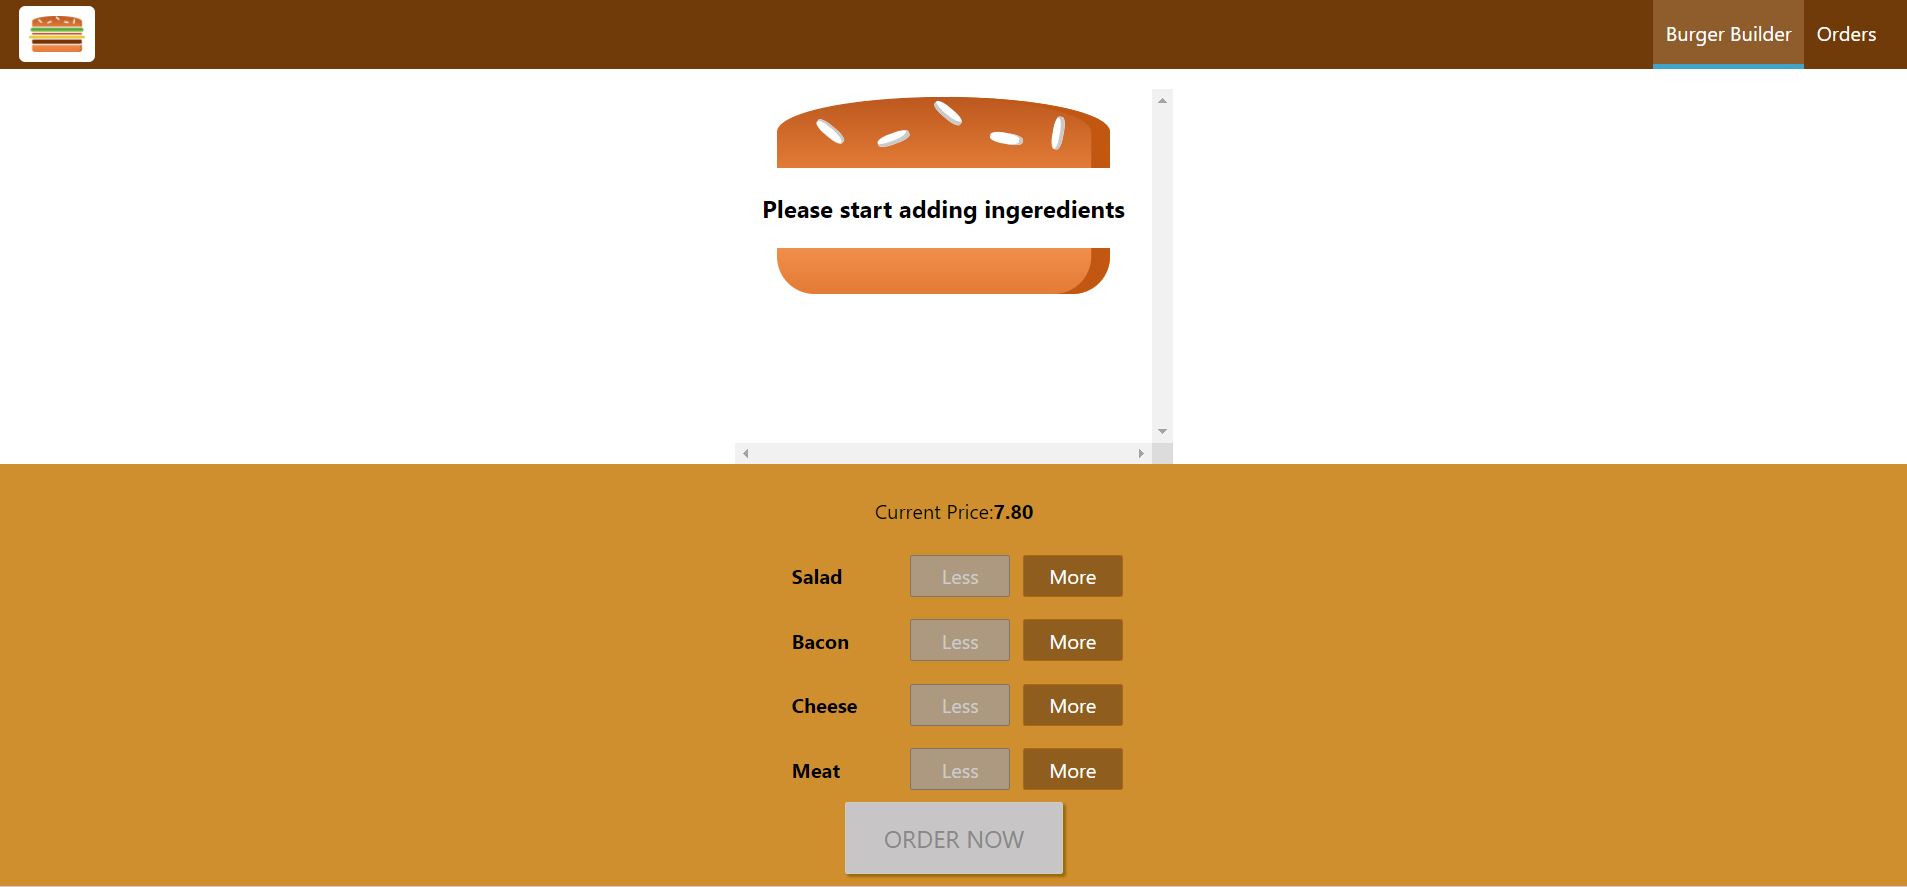 Burger Builder Orders
Please start adding ingeredients
Current Price:7.80
Salad Less More
Bacon Less More
Cheese Less More
Meat Less More
ORDER NOW